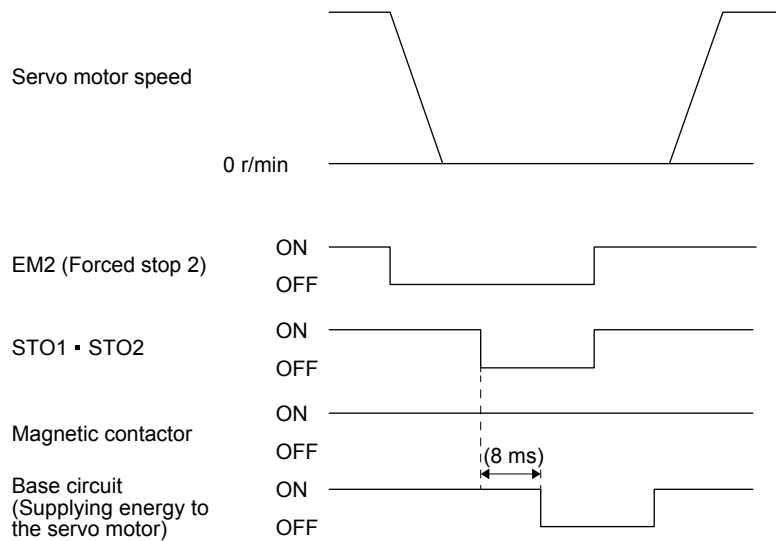 Servo motor speed
0 r/min
EM2 (Forced stop 2)
ON
OFF
STO1 ▪ STO2
ON
OFF
Magnetic contactor
ON
OFF
(8 ms)
Base circuit
(Supplying energy to
the servo motor)
ON
OFF